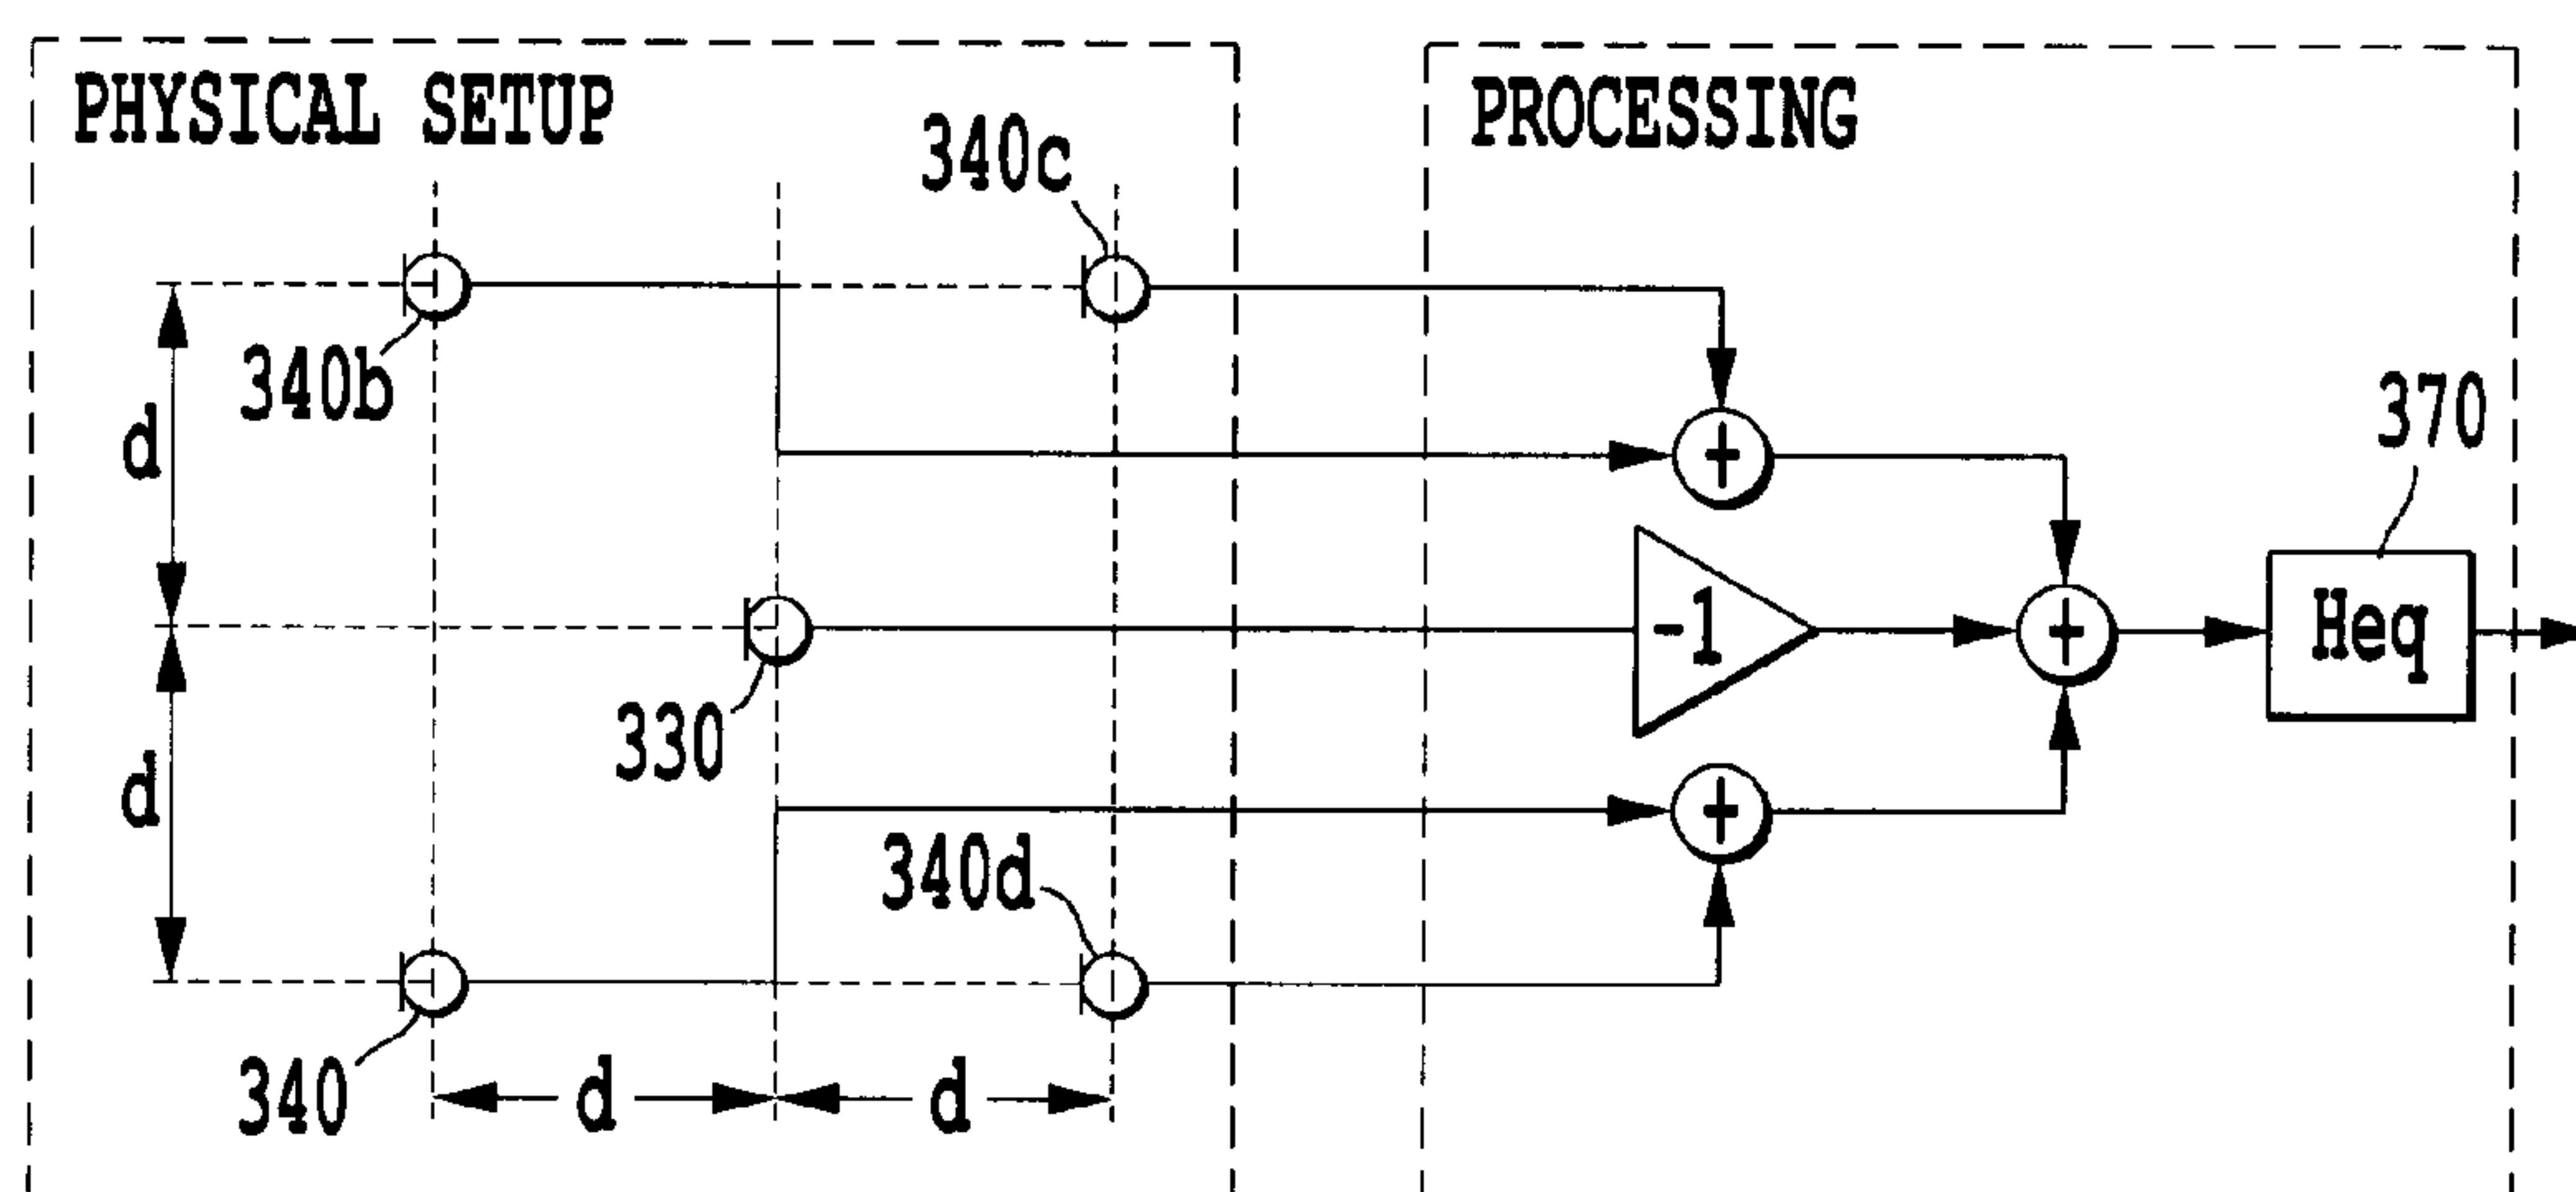 PHYSICAL SETUP
PROCESSING
340c
340b
d
370
+
-1
+
Heq
330
d
+
340d
340
d
d